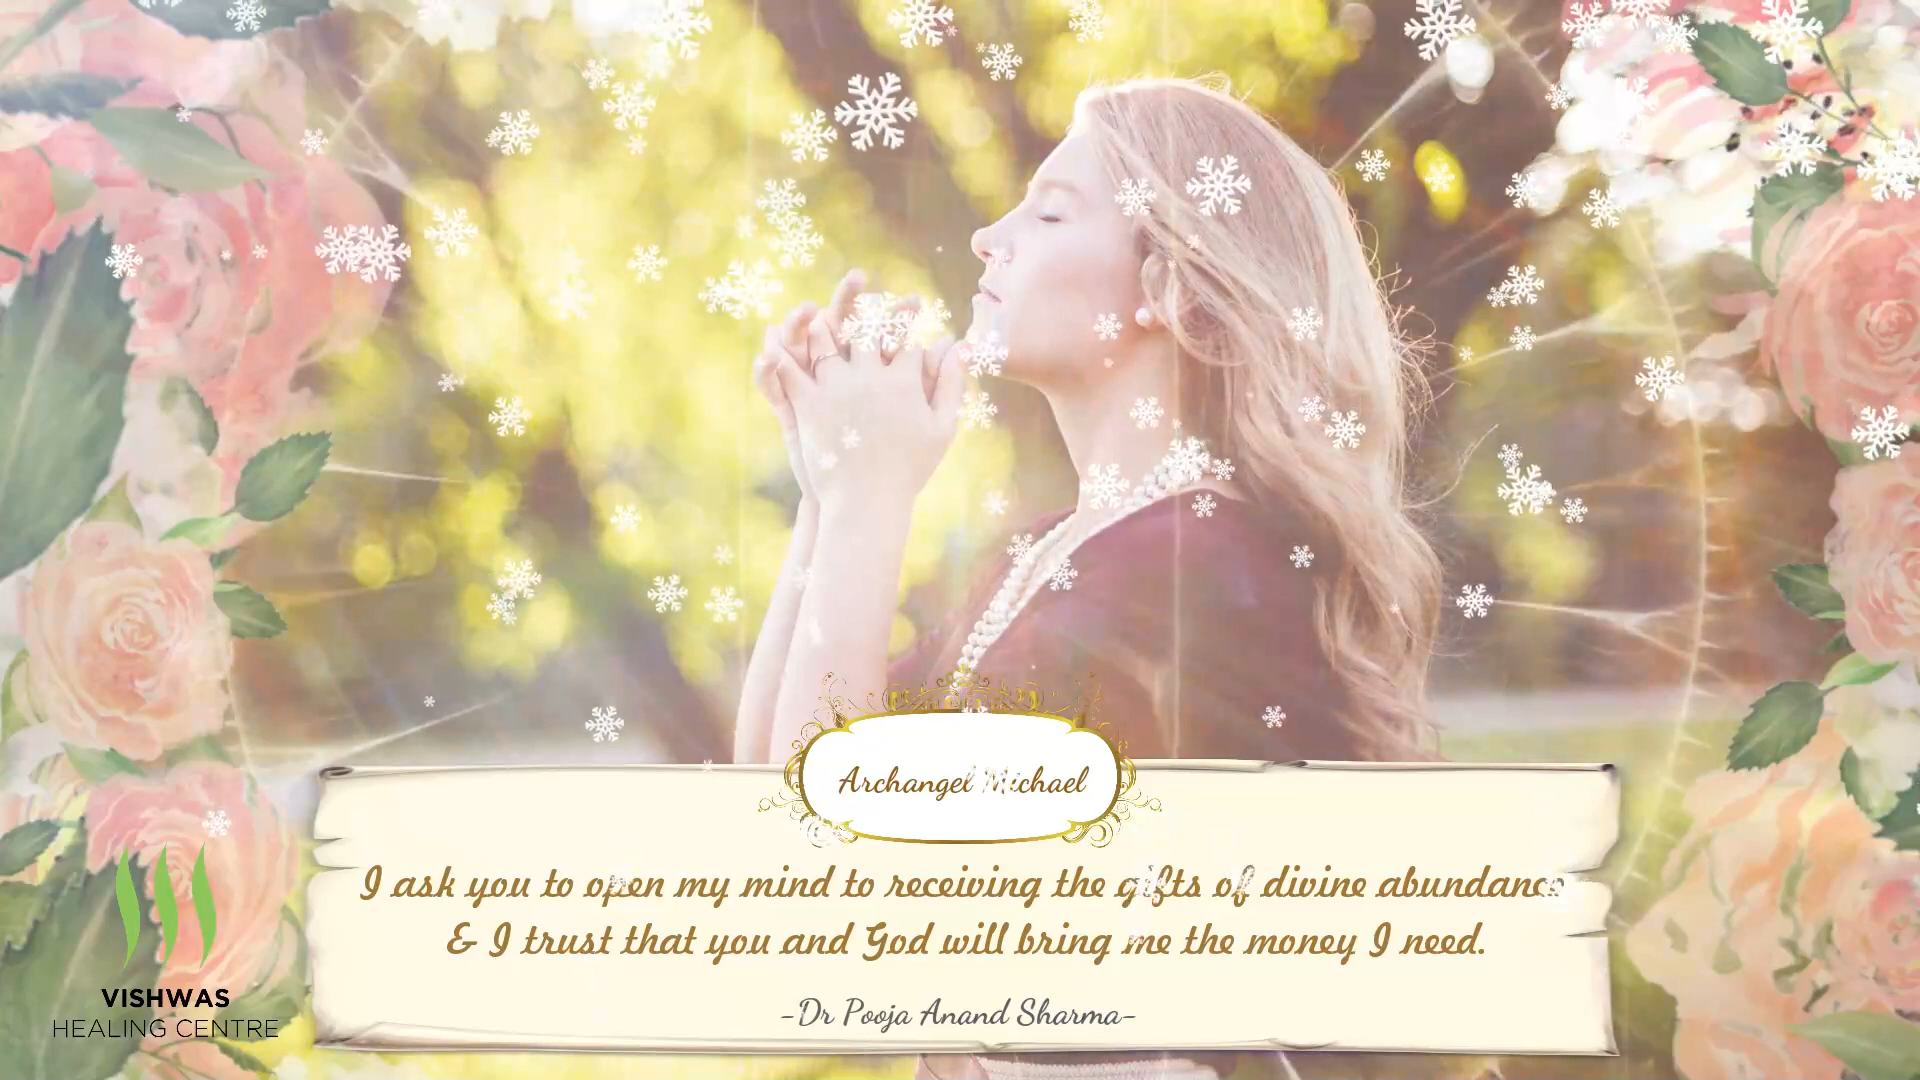 Archangel Michael
I ask you to open my mind to receiving the gifts of divine abundance
& I trust that you and God will bring me the money I need.
-Dr Pooja Anand Sharma-
VISHWAS
HEALING CENTRE